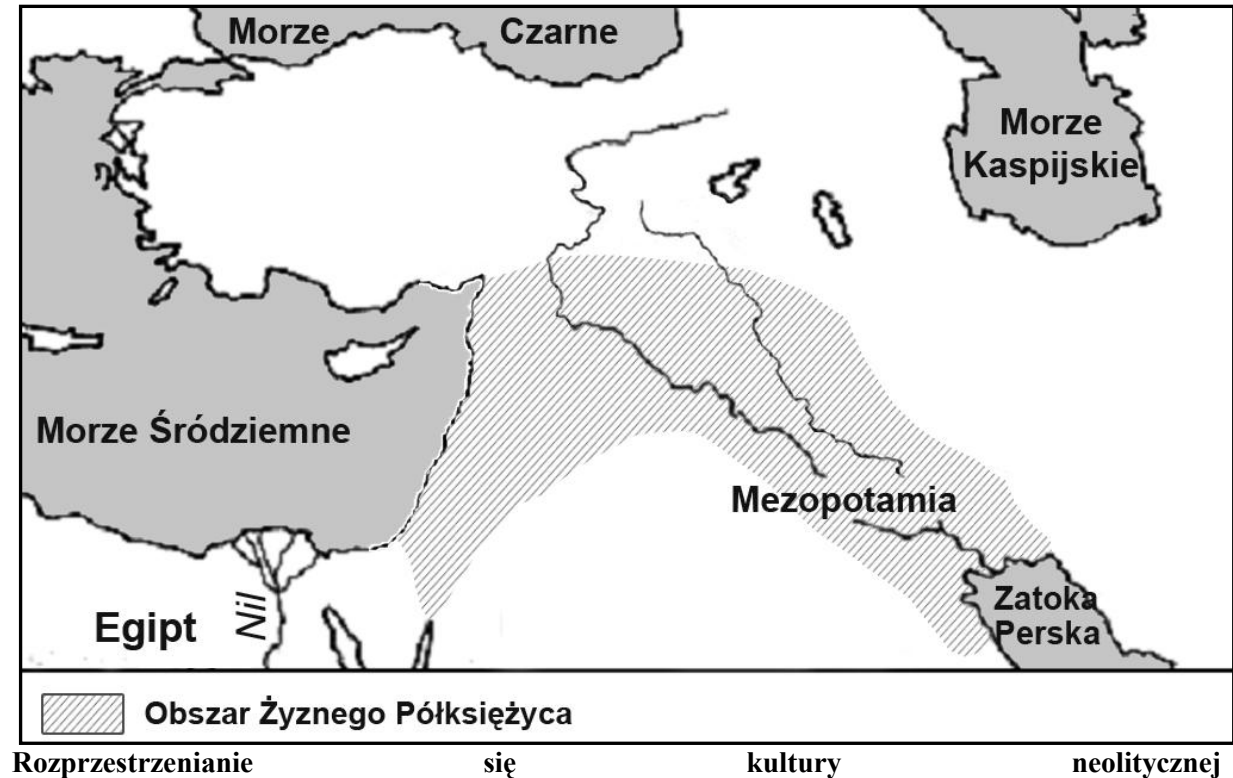 Morze Czarne
Morze
Kaspijskie
Morze Śródziemne
Mezopotamia
Egipt
Nil
Zatoka
Perska
Obszar Żyznego Półksiężyca
Rozprzestrzenianie się kultury neolitycznej